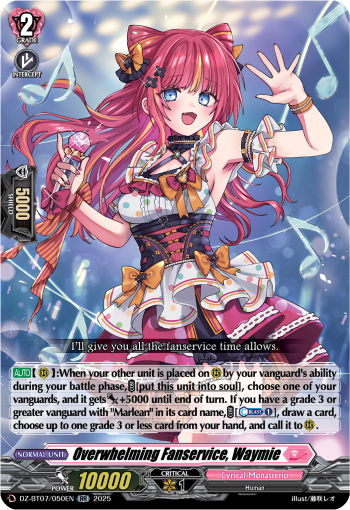 2
GRADE
INTERCEPT
5000
SHIELD
I'll give you all the fanservice time allows.
AUTO【R】:When your other unit is placed on R by your vanguard's ability
during your battle phase, [put this unit into soul], choose one of your
vanguards, and it gets +5000 until end of turn. If you have a grade 3 or
greater vanguard with "Marlean" in its card name, [BLAST 1], draw a card,
choose up to one grade 3 or less card from your hand, and call it to R.
NORMAL UNIT
Overwhelming Fanservice, Waymie
POWER 10000
CRITICAL
1
Lyrical Monasterio
Human
DZ-BT07/050EN RR 2025
illust/藤咲レオ